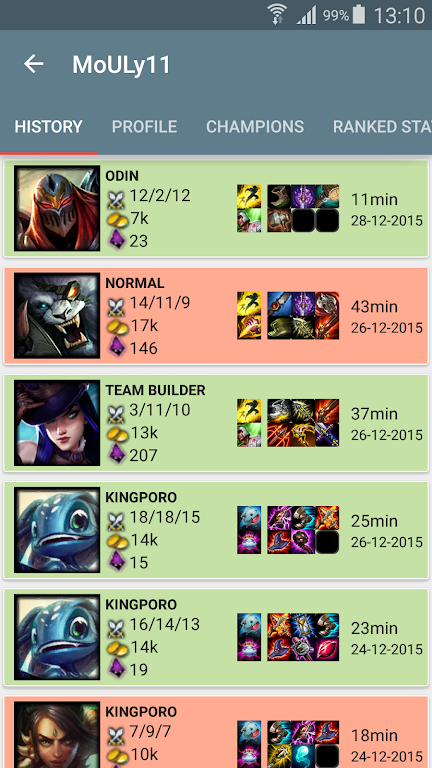 99% 13:10
MoULy11
HISTORY PROFILE CHAMPIONS RANKED STA
ODIN
12/2/12
7k
23
11min
28-12-2015
NORMAL
14/11/9
17k
146
43min
26-12-2015
TEAM BUILDER
3/11/10
13k
207
37min
26-12-2015
KINGPORO
18/18/15
14k
15
25min
26-12-2015
KINGPORO
16/14/13
14k
19
23min
24-12-2015
KINGPORO
7/9/7
10k
18min
24-12-2015